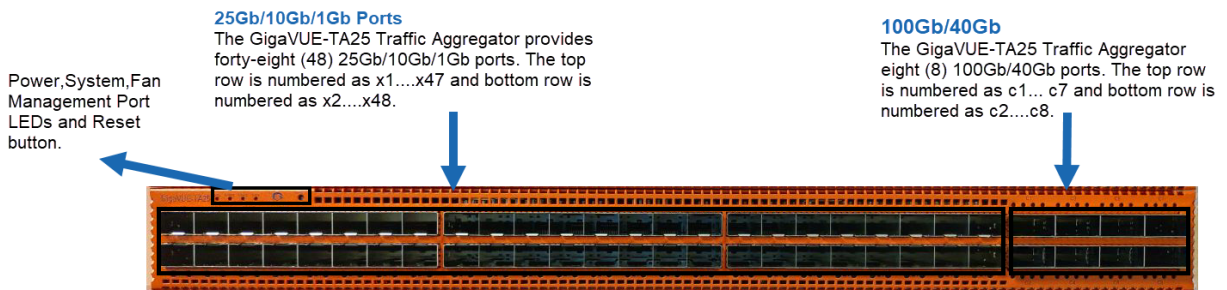 25Gb/10Gb/1Gb Ports
The GigaVUE-TA25 Traffic Aggregator provides
forty-eight (48) 25Gb/10Gb/1Gb ports. The top
row is numbered as x1....x47 and bottom row is
numbered as x2....x48.
100Gb/40Gb
The GigaVUE-TA25 Traffic Aggregator
eight (8) 100Gb/40Gb ports. The top row
is numbered as c1... c7 and bottom row is
numbered as c2....c8.
Power,System,Fan
Management Port
LEDs and Reset
button.
GigaVUE-TA25